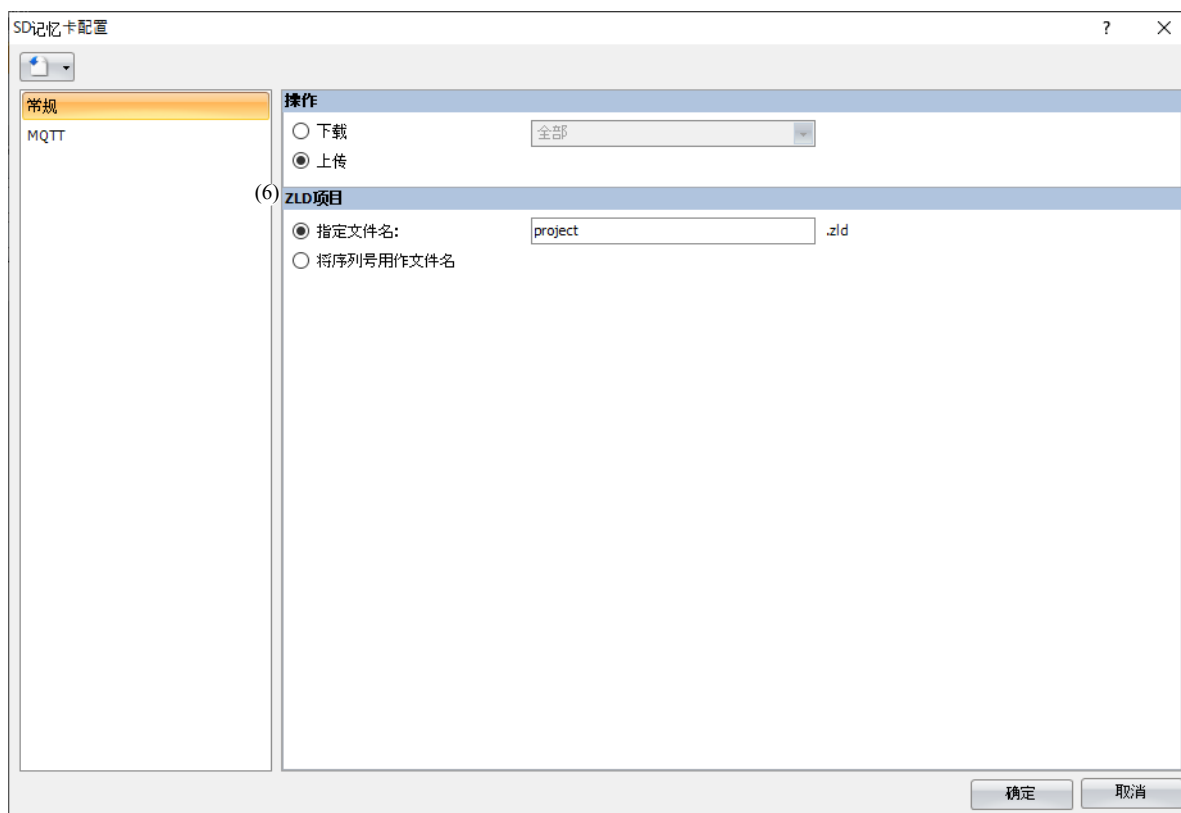 SD记忆卡配置
常规
MQTT
操作
下载
全部
上传
(6)
ZLD项目
指定文件名:
project
.zld
将序列号用作文件名
确定
取消